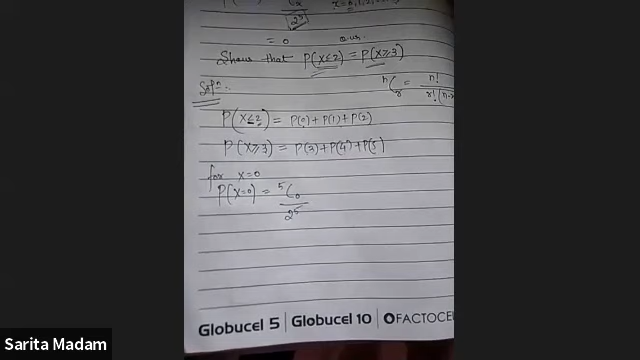 = 0
Show that P(x≤2) = P(x≥3)
Solⁿ:-
ⁿCᵣ = n!
r!(n-
P(x≤2) = P(0) + P(1) + P(2)
P(x≥3) = P(3) + P(4) + P(5)
for x=0
P(x=0) = ⁵C₀
2⁵
Globucel 5 | Globucel 10 | FACTOCE
Sarita Madam